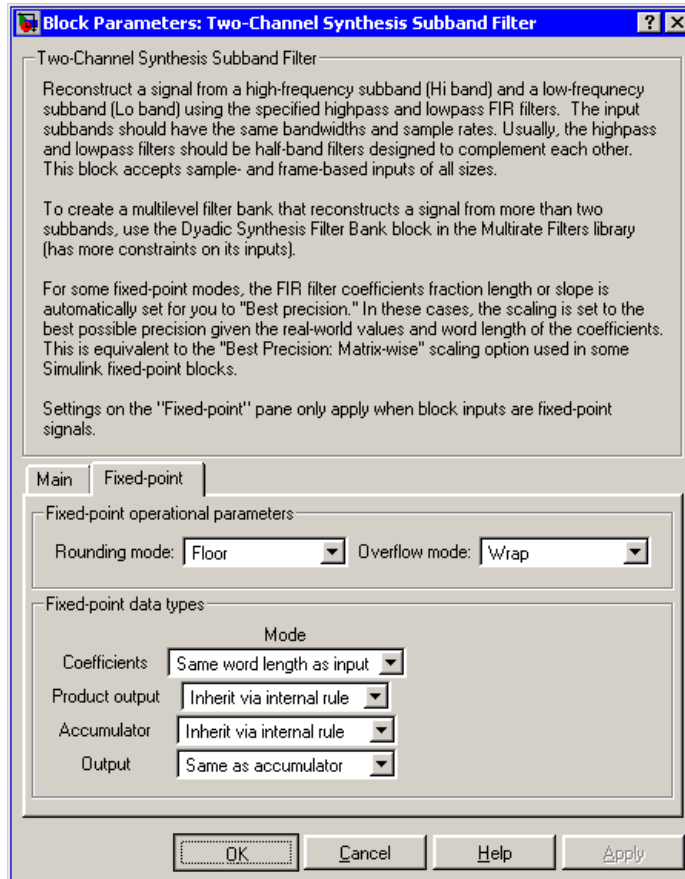 Block Parameters: Two-Channel Synthesis Subband Filter
Two-Channel Synthesis Subband Filter
Reconstruct a signal from a high-frequency subband (Hi band) and a low-frequnecy
subband (Lo band) using the specified highpass and lowpass FIR filters.  The input
subbands should have the same bandwidths and sample rates. Usually, the highpass
and lowpass filters should be half-band filters designed to complement each other.
This block accepts sample- and frame-based inputs of all sizes.
To create a multilevel filter bank that reconstructs a signal from more than two
subbands, use the Dyadic Synthesis Filter Bank block in the Multirate Filters library
(has more constraints on its inputs).
For some fixed-point modes, the FIR filter coefficients fraction length or slope is
automatically set for you to "Best precision." In these cases, the scaling is set to the
best possible precision given the real-world values and word length of the coefficients.
This is equivalent to the "Best Precision: Matrix-wise" scaling option used in some
Simulink fixed-point blocks.
Settings on the "Fixed-point" pane only apply when block inputs are fixed-point
signals.
Main Fixed-point
Fixed-point operational parameters
Rounding mode: Floor Overflow mode: Wrap
Fixed-point data types
Mode
Coefficients Same word length as input
Product output Inherit via internal rule
Accumulator Inherit via internal rule
Output Same as accumulator
OK Cancel Help Apply